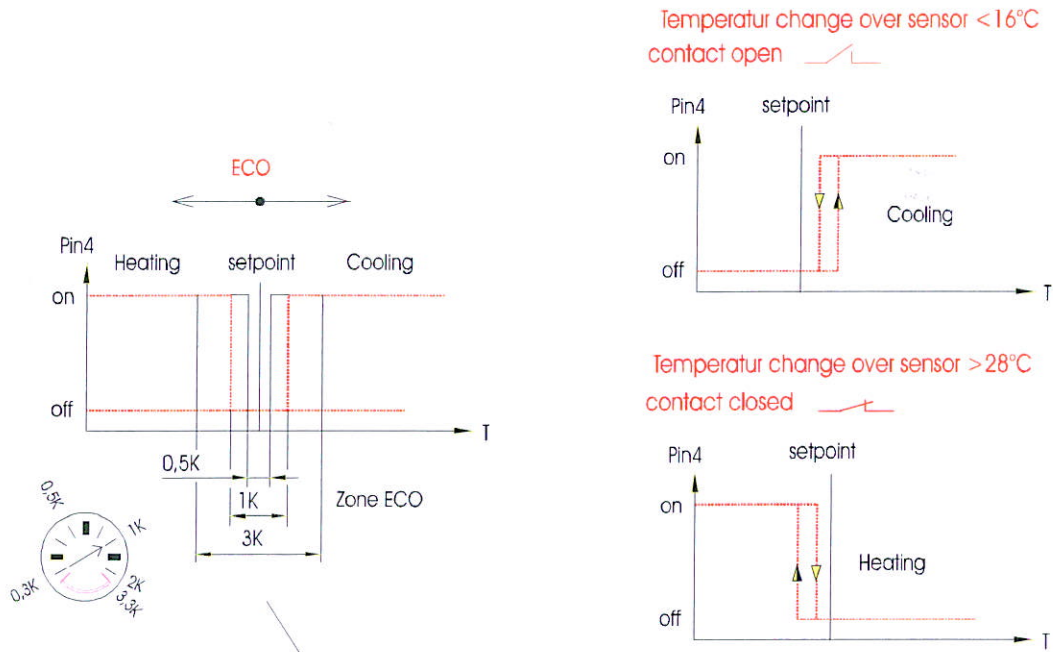 ECO
Pin4
Heating
setpoint
Cooling
on
off
T
0,5K
1K
3K
Zone ECO
0,5K
1K
0,3K
2K
3,3K
Temperatur change over sensor <16°C
contact open
Pin4
setpoint
on
Cooling
off
T
Temperatur change over sensor >28°C
contact closed
Pin4
setpoint
on
Heating
off
T